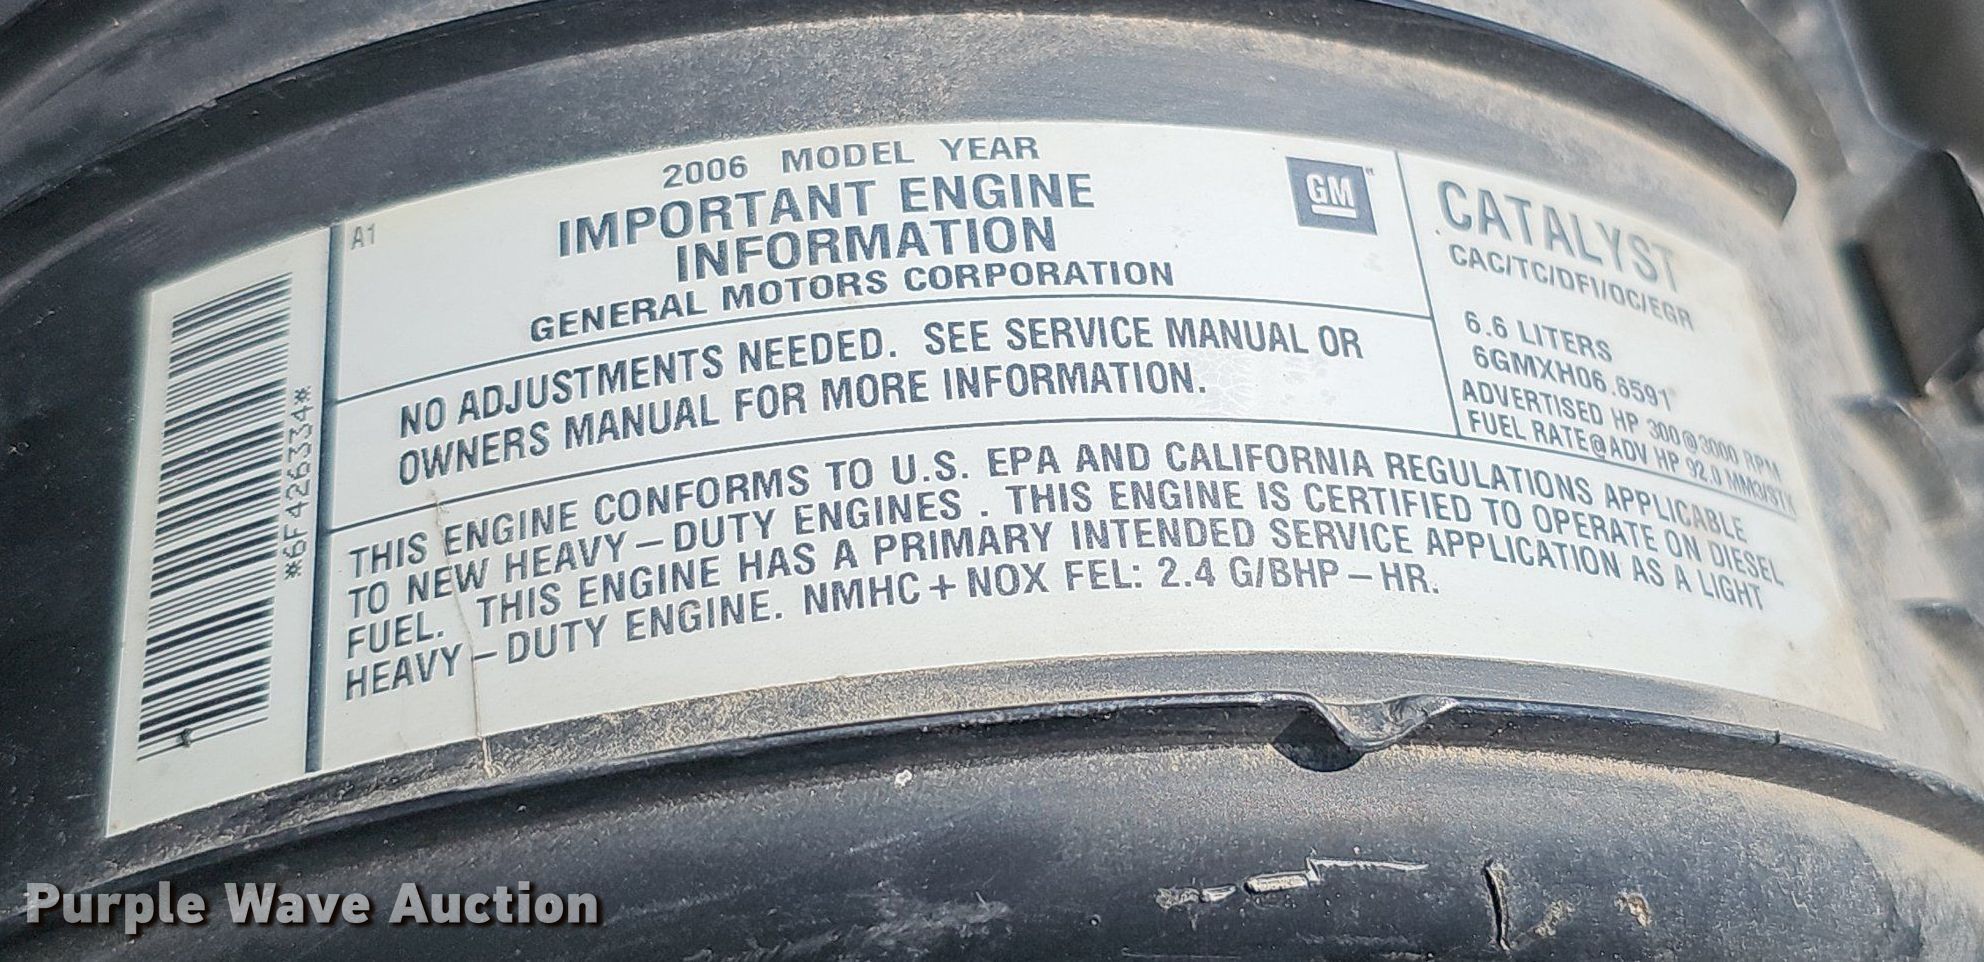 A1
2006 MODEL YEAR
IMPORTANT ENGINE
INFORMATION
GENERAL MOTORS CORPORATION
GM
NO ADJUSTMENTS NEEDED. SEE SERVICE MANUAL OR
OWNERS MANUAL FOR MORE INFORMATION.
CATALYST
CAC/TC/DFI/OC/EGR
6.6 LITERS
6GMXH06.6591
ADVERTISED HP 300@3000 RPM
FUEL RATE@ADV HP 92.0 MM3/STK
THIS ENGINE CONFORMS TO U.S. EPA AND CALIFORNIA REGULATIONS APPLICABLE
TO NEW HEAVY-DUTY ENGINES . THIS ENGINE IS CERTIFIED TO OPERATE ON DIESEL
FUEL. THIS ENGINE HAS A PRIMARY INTENDED SERVICE APPLICATION AS A LIGHT
HEAVY-DUTY ENGINE. NMHC+NOX FEL: 2.4 G/BHP-HR.
*6F426334*
Purple Wave Auction